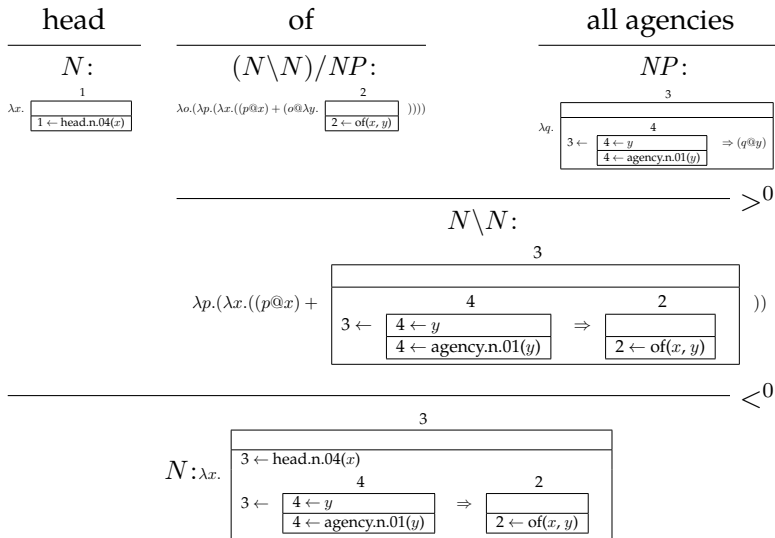 head of all agencies
N: (N\N)/NP: NP:
1 2 3
λx. 1 ← head.n.04(x) λo.(λp.(λx.((p@x) + (o@λy. 2 ← of(x, y) )))) λq.
4
3 ← 4 ← y ⇒ (q@y)
4 ← agency.n.01(y)
>0
N\N:
3
4 2
λp.(λx.((p@x) + 3 ← 4 ← y ⇒ ))
4 ← agency.n.01(y) 2 ← of(x, y)
<0
3
N: λx. 3 ← head.n.04(x)
4 2
3 ← 4 ← y ⇒
4 ← agency.n.01(y) 2 ← of(x, y)